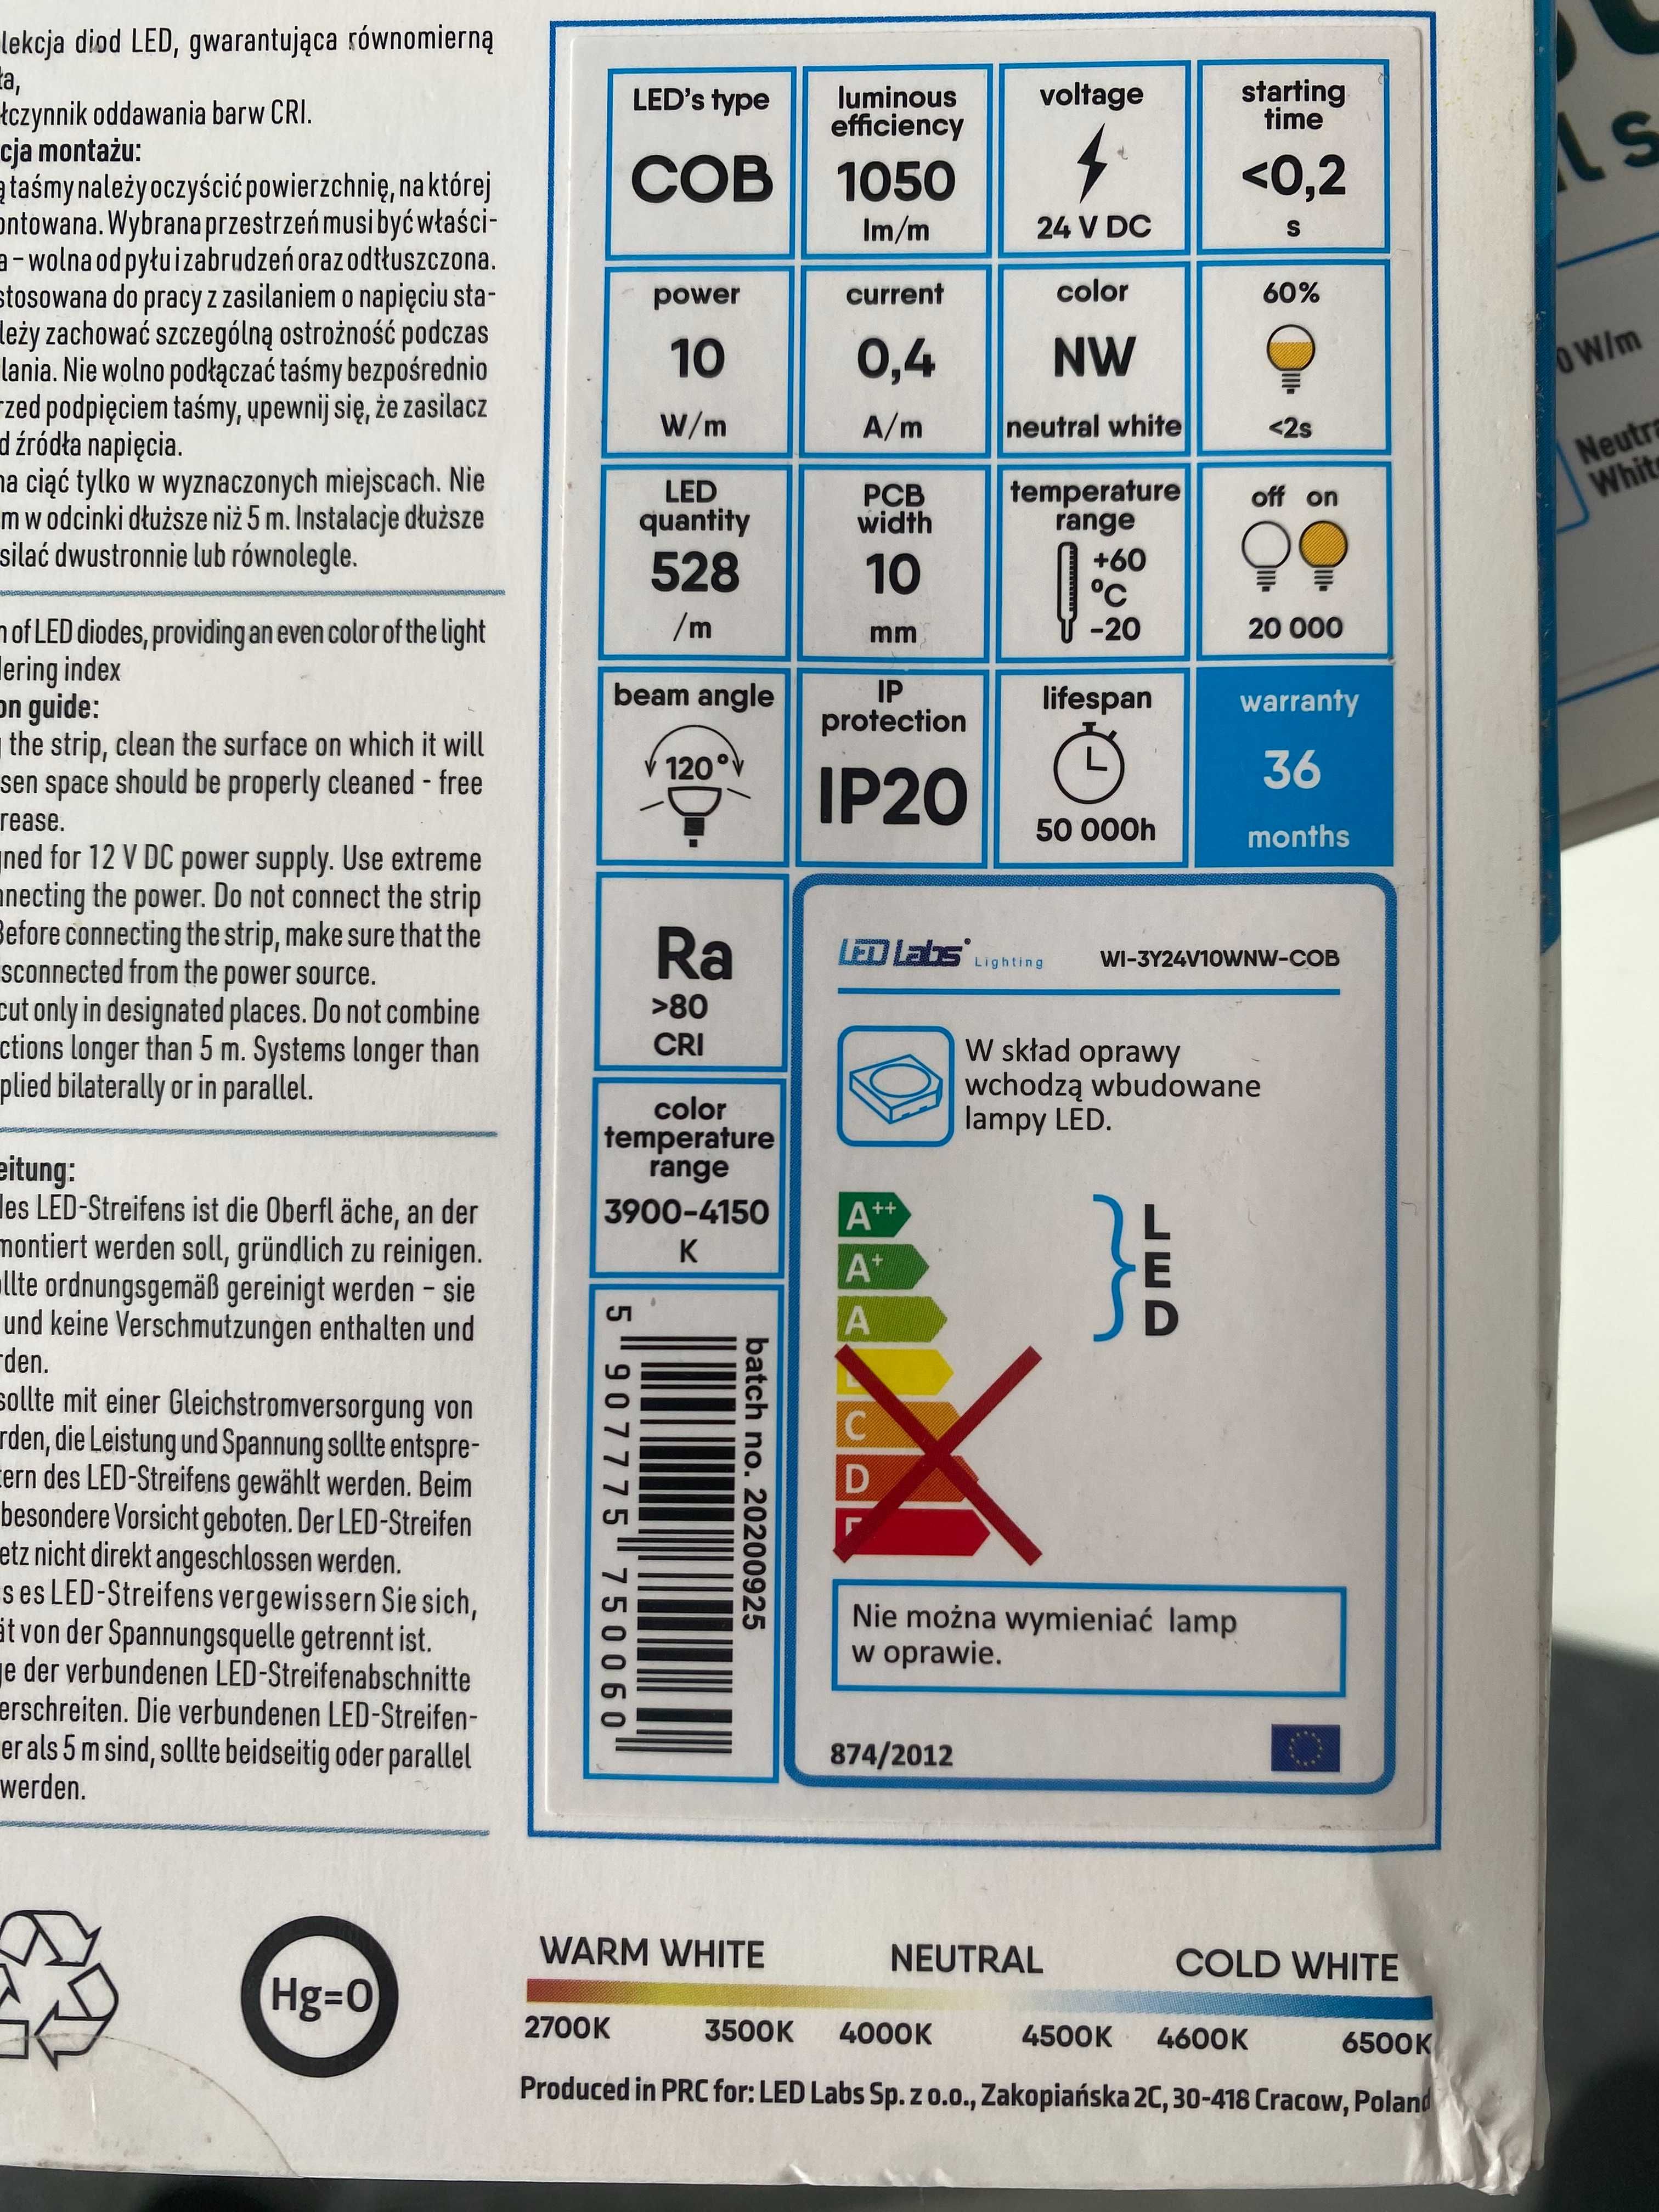 lekcja diod LED, gwarantująca równomierną
ła,
łczynnik oddawania barw CRI.
cja montażu:
ą taśmy należy oczyścić powierzchnię, na której
ontowana. Wybrana przestrzeń musi być właści-
a – wolna od pyłu i zabrudzeń oraz odtłuszczona.
stosowana do pracy z zasilaniem o napięciu sta-
leży zachować szczególną ostrożność podczas
lania. Nie wolno podłączać taśmy bezpośrednio
rzed podpięciem taśmy, upewnij się, że zasilacz
d źródła napięcia.
na ciąć tylko w wyznaczonych miejscach. Nie
m w odcinki dłuższe niż 5 m. Instalacje dłuższe
silać dwustronnie lub równolegle.
n of LED diodes, providing an even color of the light
dering index
on guide:
the strip, clean the surface on which it will
sen space should be properly cleaned - free
rease.
gned for 12 V DC power supply. Use extreme
nnecting the power. Do not connect the strip
Before connecting the strip, make sure that the
sconnected from the power source.
cut only in designated places. Do not combine
ctions longer than 5 m. Systems longer than
plied bilaterally or in parallel.
eitung:
les LED-Streifens ist die Oberfl äche, an der
montiert werden soll, gründlich zu reinigen.
ollte ordnungsgemäß gereinigt werden – sie
und keine Verschmutzungen enthalten und
rden.
sollte mit einer Gleichstromversorgung von
rden, die Leistung und Spannung sollte entspre-
tern des LED-Streifens gewählt werden. Beim
besondere Vorsicht geboten. Der LED-Streifen
etz nicht direkt angeschlossen werden.
s es LED-Streifens vergewissern Sie sich,
ät von der Spannungsquelle getrennt ist.
ge der verbundenen LED-Streifenabschnitte
erschreiten. Die verbundenen LED-Streifen-
er als 5 m sind, sollte beidseitig oder parallel
werden.
Hg=0
LED's type
COB
luminous
efficiency
1050
lm/m
voltage
24 V DC
starting
time
<0,2
s
power
10
W/m
current
0,4
A/m
color
NW
neutral white
60%
<2s
LED
quantity
528
/m
PCB
width
10
mm
temperature
range
+60
°C
-20
off on
20 000
beam angle
120°
IP
protection
IP20
lifespan
50 000h
warranty
36
months
Ra
>80
CRI
color
temperature
range
3900-4150
K
5 907775 750060
batch no. 20200925
LED Labs Lighting WI-3Y24V10WNW-COB
W skład oprawy
wchodzą wbudowane
lampy LED.
A++
A+
A
C
D
L
E
D
Nie można wymieniać lamp
w oprawie.
874/2012
WARM WHITE NEUTRAL COLD WHITE
2700K 3500K 4000K 4500K 4600K 6500K
Produced in PRC for: LED Labs Sp. z o.o., Zakopiańska 2C, 30-418 Cracow, Poland
0 W/m
Neutra
White